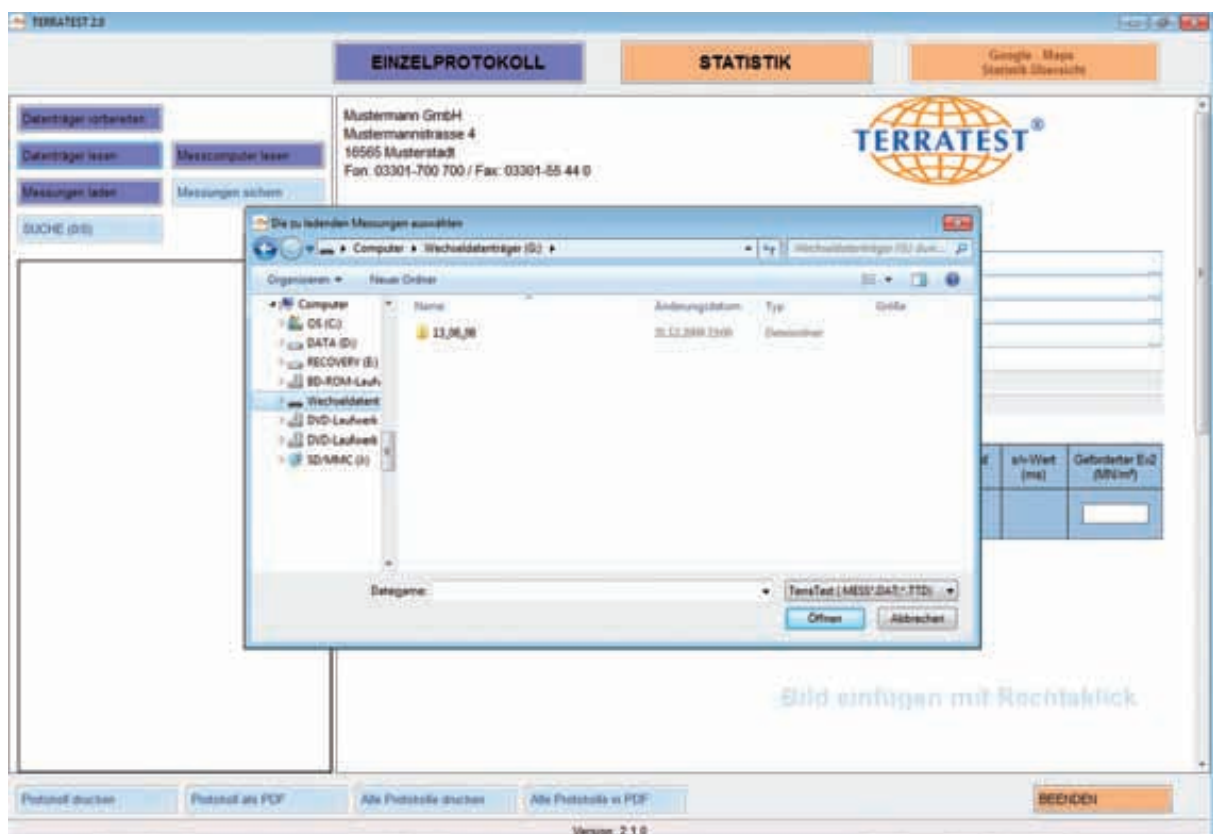 TERRATEST 2.0
EINZELPROTOKOLL
STATISTIK
Google Maps
Statistik Übersicht
Datenträger vorbereiten
Datenträger lesen
Messcomputer lesen
Messungen laden
Messungen sichern
SUCHE (0/0)
Mustermann GmbH
Mustermannstrasse 4
16565 Musterstadt
Fon: 03301-700 700 / Fax: 03301-55 44 0
TERRATEST®
Die zu ladenden Messungen auswählen
Computer
Wechseldatenträger (G:)
Wechseldatenträger (G:)
Organisieren
Neuer Ordner
Name
Änderungsdatum
Typ
Größe
Computer
OS (C:)
DATA (D:)
RECOVERY (E:)
BD-ROM-Laufw
Wechseldatent
DVD-Laufwerk
DVD-Laufwerk
SD/MMC (J:)
Dateiordner
s/v-Wert
(ms)
Geforderter Ev2
(MN/m²)
Dateiname:
Öffnen
Abbrechen
Bild einfügen mit Rechtsklick
Protokoll drucken
Protokoll als PDF
Alle Protokolle drucken
Alle Protokolle in PDF
BEENDEN
Version: 2.1.0